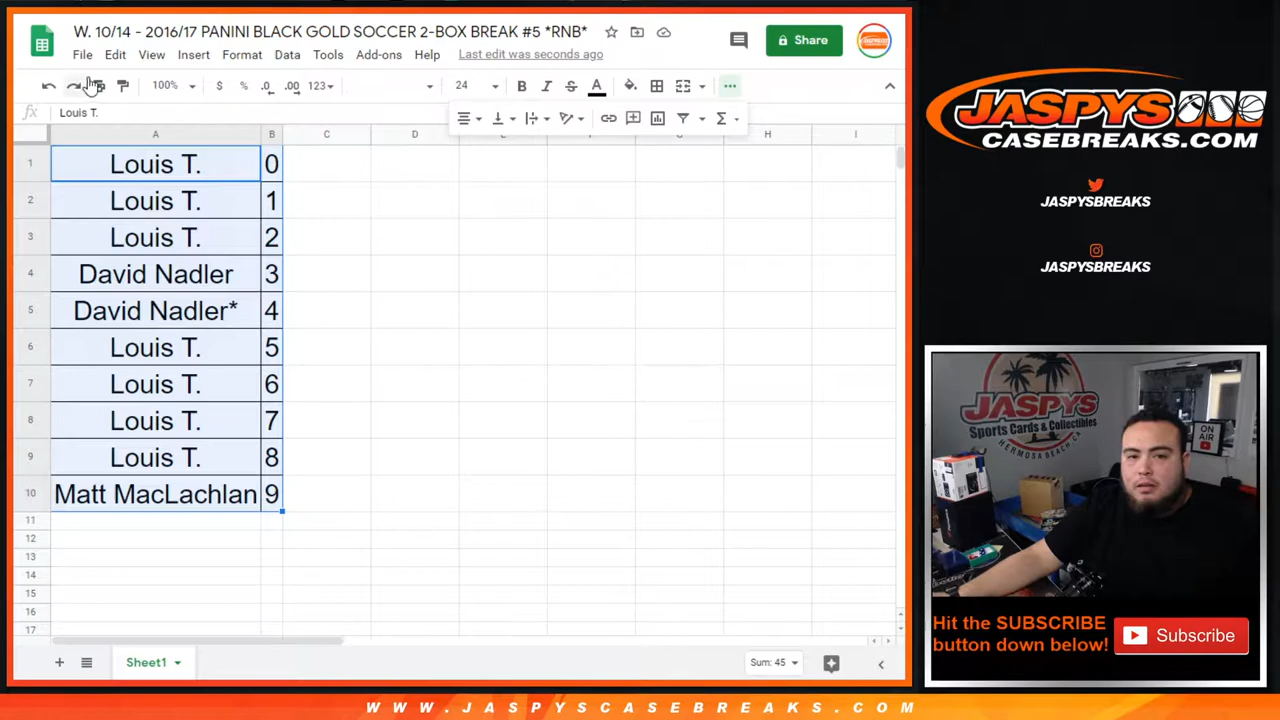 W. 10/14 - 2016/17 PANINI BLACK GOLD SOCCER 2-BOX BREAK #5 *RNB*
File Edit View Insert Format Data Tools Add-ons Help Last edit was seconds ago
Share
100% $ % .0 .00 123 24 B I S A
fx Louis T.
A B C D H I
1 Louis T. 0
2 Louis T. 1
3 Louis T. 2
4 David Nadler 3
5 David Nadler* 4
6 Louis T. 5
7 Louis T. 6
8 Louis T. 7
9 Louis T. 8
10 Matt MacLachlan 9
11
12
13
14
15
16
17
Sheet1
Sum: 45
JASPYS
CASEBREAKS.COM
JASPYSBREAKS
JASPYSBREAKS
JASPYS
Sports Cards & Collectibles
HERMOSA BEACH, CA
ON AIR
Hit the SUBSCRIBE
button down below!
Subscribe
WWW.JASPYSCASEBREAKS.COM